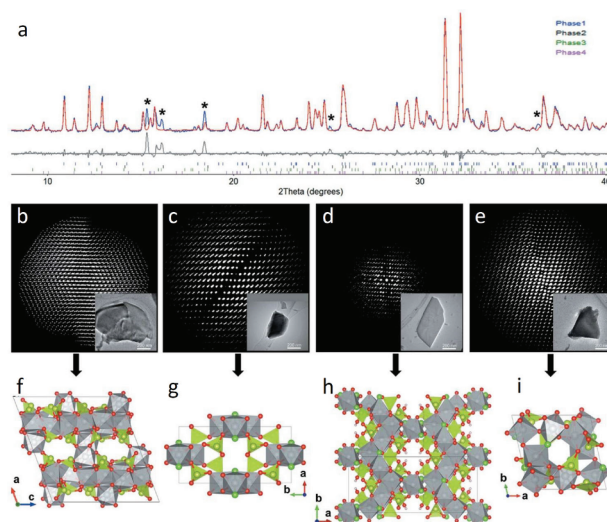 a
Phase1
Phase2
Phase3
Phase4
* * * * *
10 20 30 40
2Theta (degrees)
b c d e
f g h i
a c
b a
b a
b a